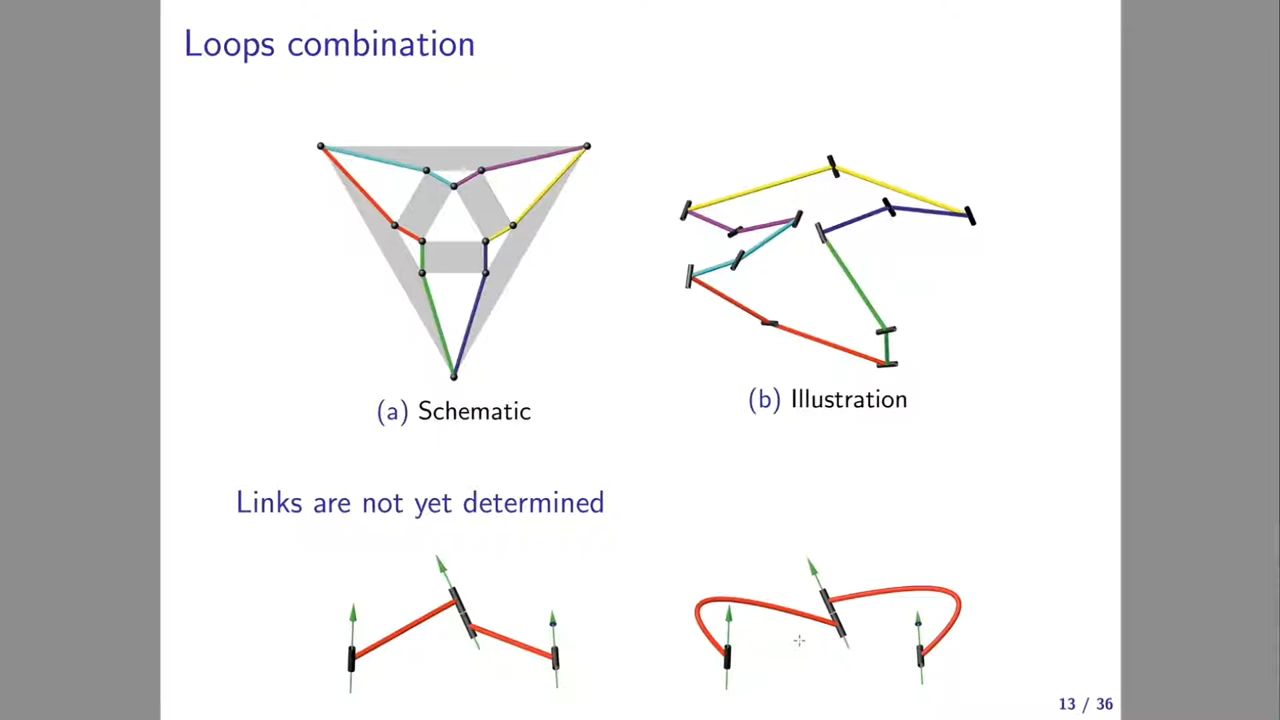 Loops combination
(a) Schematic
(b) Illustration
Links are not yet determined
13 / 36